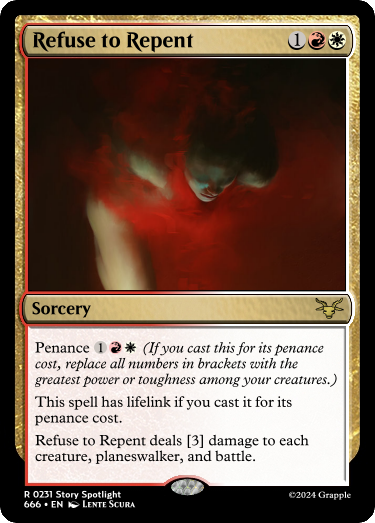 Refuse to Repent 1
Sorcery
Penance 1 (If you cast this for its penance
cost, replace all numbers in brackets with the
greatest power or toughness among your creatures.)
This spell has lifelink if you cast it for its
penance cost.
Refuse to Repent deals [3] damage to each
creature, planeswalker, and battle.
R 0231 Story Spotlight
666 • EN LENTE SCURA ©2024 Grapple